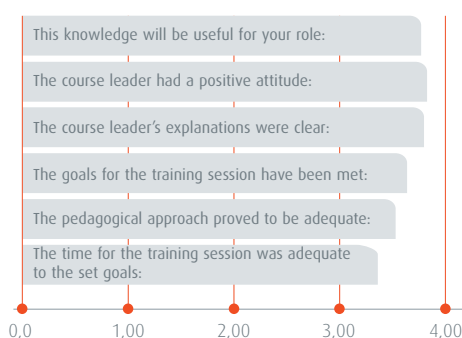 This knowledge will be useful for your role:
The course leader had a positive attitude:
The course leader’s explanations were clear:
The goals for the training session have been met:
The pedagogical approach proved to be adequate:
The time for the training session was adequate
to the set goals:
0,0 1,00 2,00 3,00 4,00